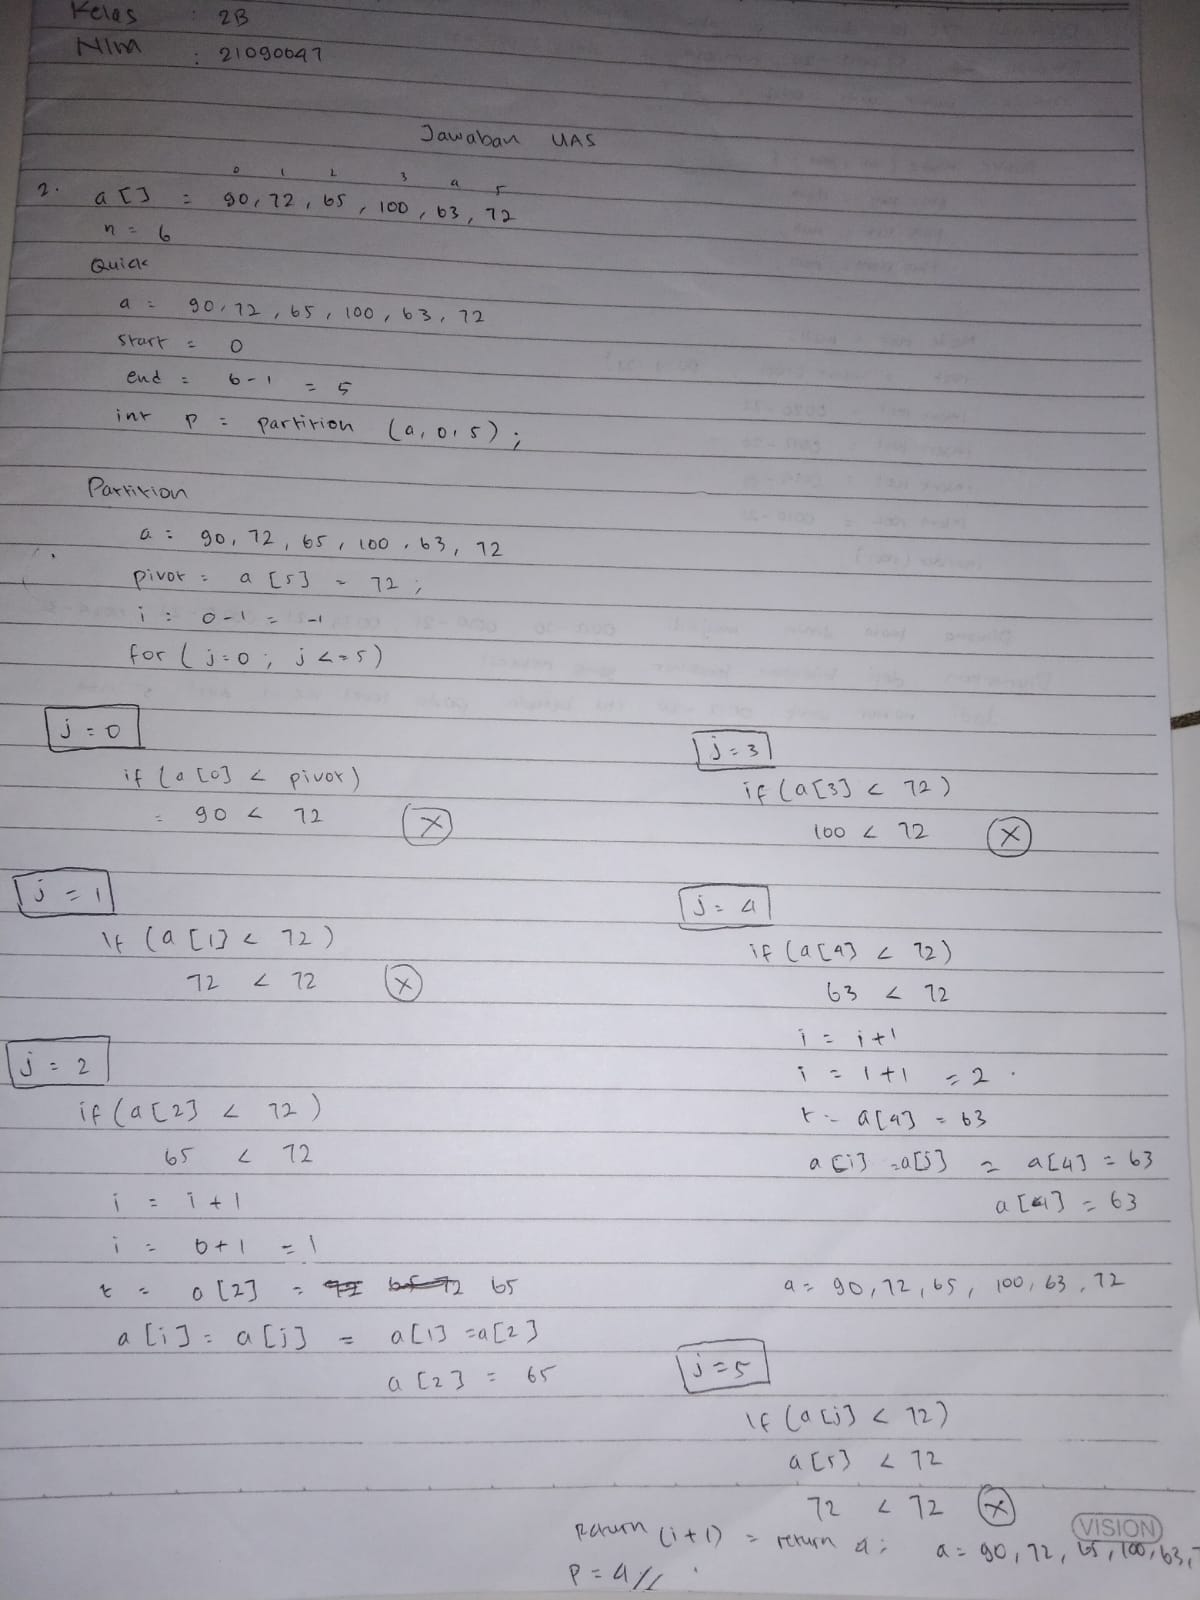 Kelas : 2B
NIM : 21090047
Jawaban UAS
0 1 2 3 4 5
2. a [] = 90, 72, 65, 100, 63, 72
n = 6
Quick
a = 90, 72, 65, 100, 63, 72
start = 0
end = 6-1 = 5
int p = partition (a, 0, 5);
Partition
a = 90, 72, 65, 100, 63, 72
pivot = a [5] = 72;
i = 0-1 = -1
for (j=0; j<=5)
j = 0
if (a [0] < pivot)
= 90 < 72 X
j = 1
If (a [1] < 72)
72 < 72 X
j = 2
if (a [2] < 72)
65 < 72
i = i + 1
i = 0+1 = 1
t = a [2] = 65
a [i] = a [j] = a [1] = a [2]
a [2] = 65
j = 3
if (a[3] < 72)
100 < 72 X
j = 4
if (a[4] < 72)
63 < 72
i = i+1
i = 1+1 = 2
t = a[4] = 63
a [i] = a[j] = a[4] = 63
a [4] = 63
a = 90, 72, 65, 100, 63, 72
j=5
If (a [j] < 72)
a [5] < 72
72 < 72 X
Return (i+1) = return 4; a = 90, 72, 65, 100, 63, 7
P = 4 //
VISION